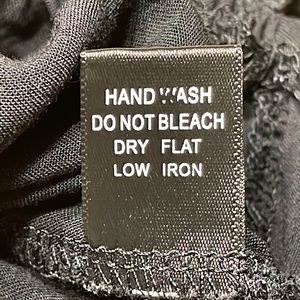 HAND WASH
DO NOT BLEACH
DRY FLAT
LOW IRON